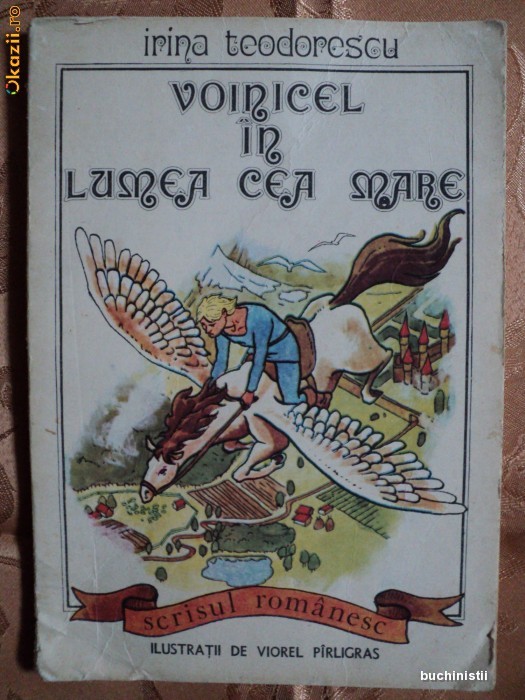 Okazii.ro
irina teodorescu
VOINICEL
ÎN
LUMEA CEA MARE
scrisul românesc
ILUSTRAȚII DE VIOREL PÎRLIGRAS
buchinistii